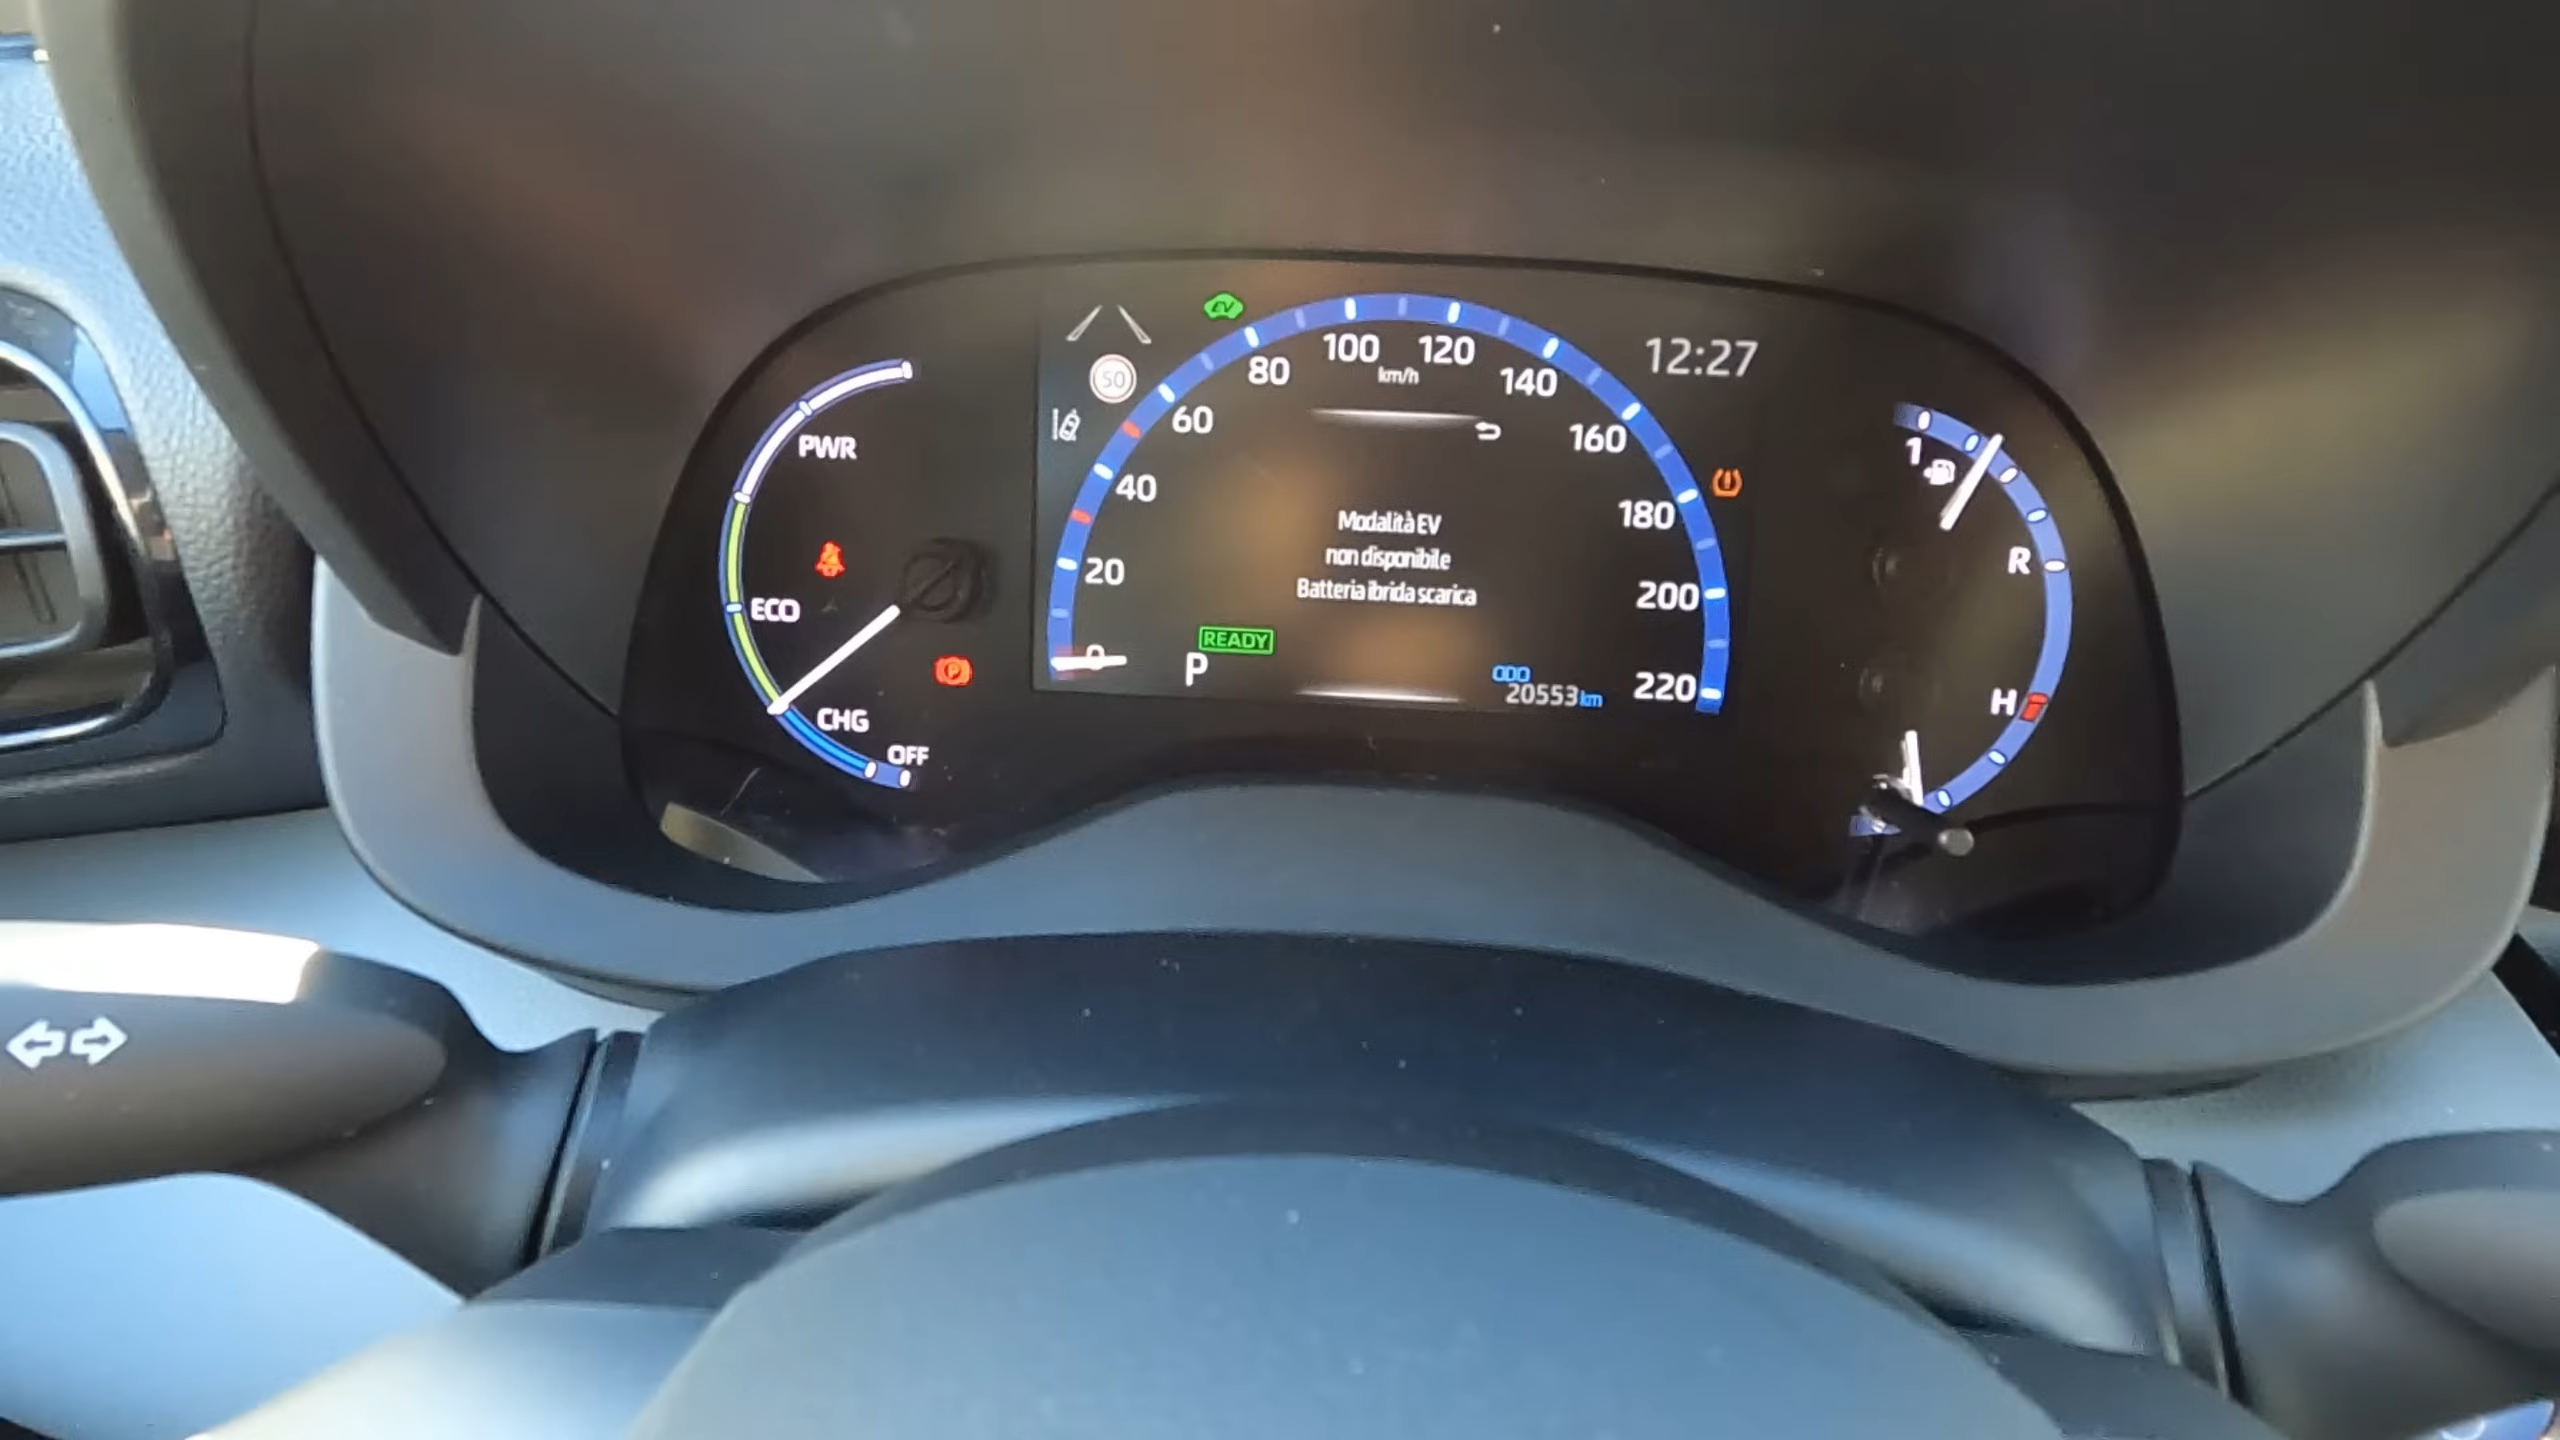 EV
50
PWR
ECO
CHG
OFF
P
0
20
40
60
80
100
120
140
160
180
200
220
km/h
12:27
Modalità EV
non disponibile
Batteria ibrida scarica
READY
P
ODO
20553 km
1
R
H